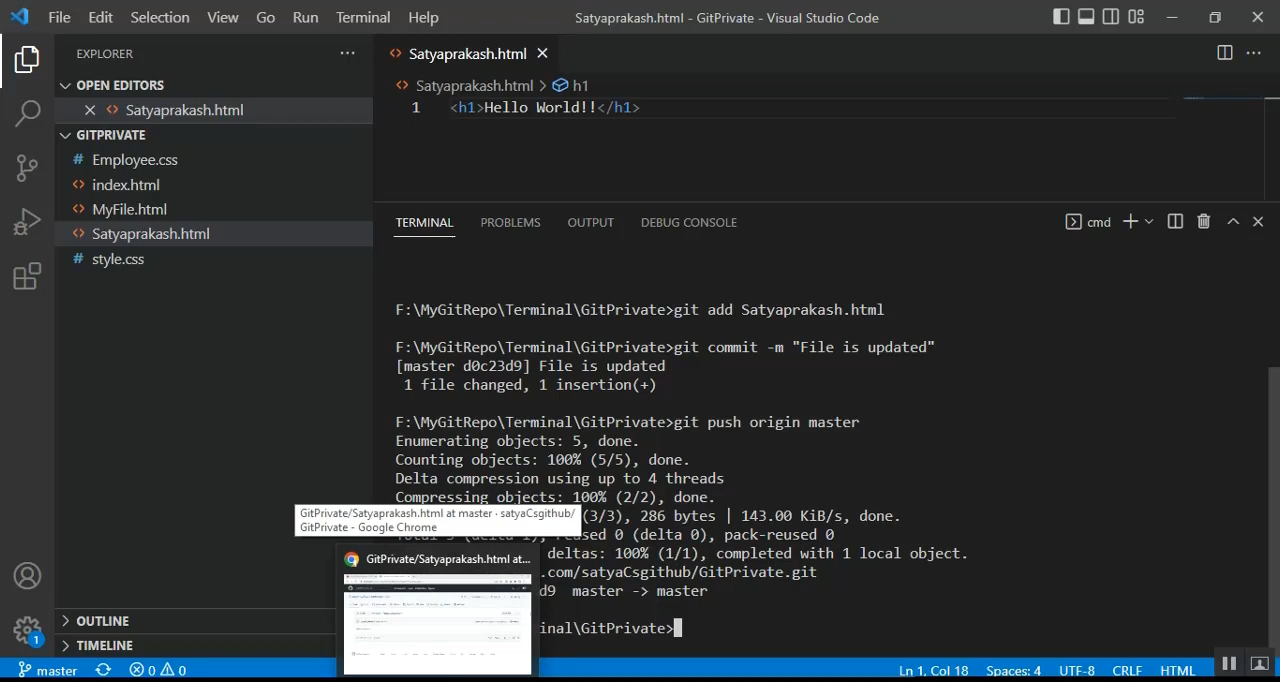 File Edit Selection View Go Run Terminal Help
Satyaprakash.html - GitPrivate - Visual Studio Code
EXPLORER
OPEN EDITORS
Satyaprakash.html
GITPRIVATE
# Employee.css
<> index.html
<> MyFile.html
<> Satyaprakash.html
# style.css
OUTLINE
TIMELINE
Satyaprakash.html
Satyaprakash.html > h1
1 <h1>Hello World!!</h1>
TERMINAL PROBLEMS OUTPUT DEBUG CONSOLE
cmd
F:\MyGitRepo\Terminal\GitPrivate>git add Satyaprakash.html
F:\MyGitRepo\Terminal\GitPrivate>git commit -m "File is updated"
[master d0c23d9] File is updated
1 file changed, 1 insertion(+)
F:\MyGitRepo\Terminal\GitPrivate>git push origin master
Enumerating objects: 5, done.
Counting objects: 100% (5/5), done.
Delta compression using up to 4 threads
Compressing objects: 100% (2/2), done.
(3/3), 286 bytes | 143.00 KiB/s, done.
reused 0 (delta 0), pack-reused 0
deltas: 100% (1/1), completed with 1 local object.
.com/satyaCsgithub/GitPrivate.git
d9 master -> master
inal\GitPrivate>
GitPrivate/Satyaprakash.html at master · satyaCsgithub/
GitPrivate - Google Chrome
GitPrivate/Satyaprakash.html at...
1
master 0 0
Ln 1, Col 18 Spaces: 4 UTF-8 CRLF HTML